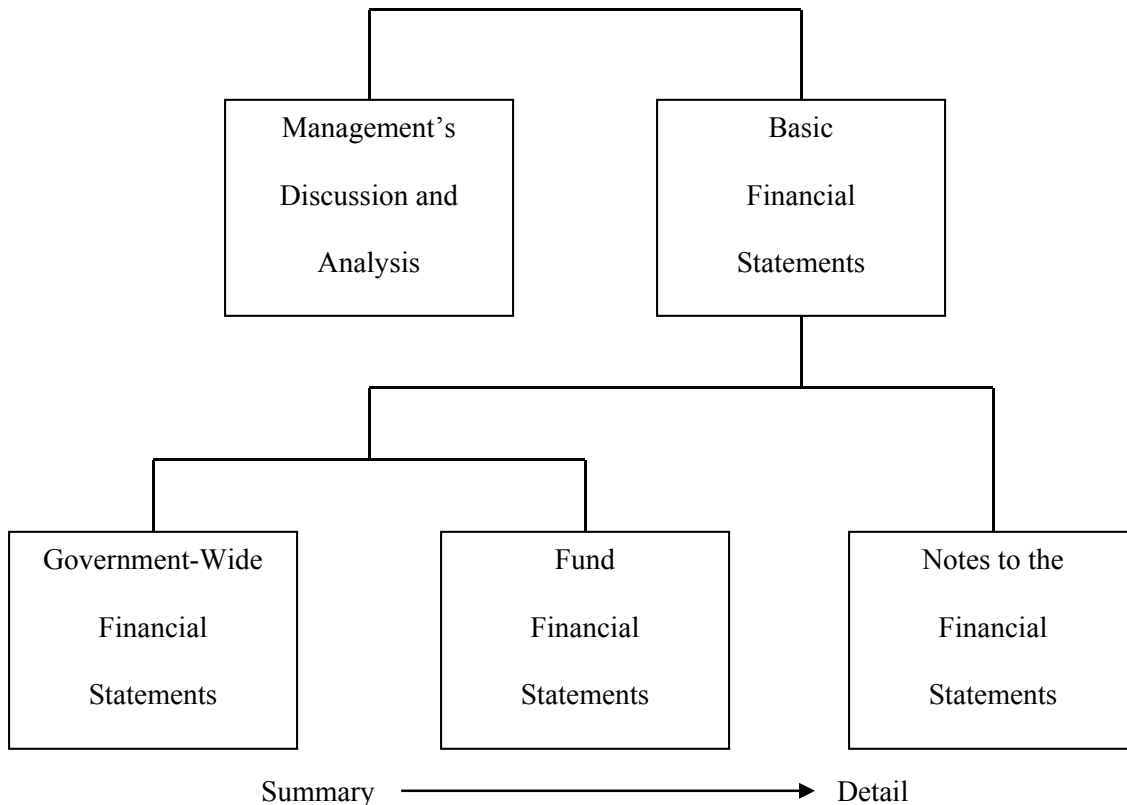 Management’s
Discussion and
Analysis
Basic
Financial
Statements
Government-Wide
Financial
Statements
Fund
Financial
Statements
Notes to the
Financial
Statements
Summary
Detail